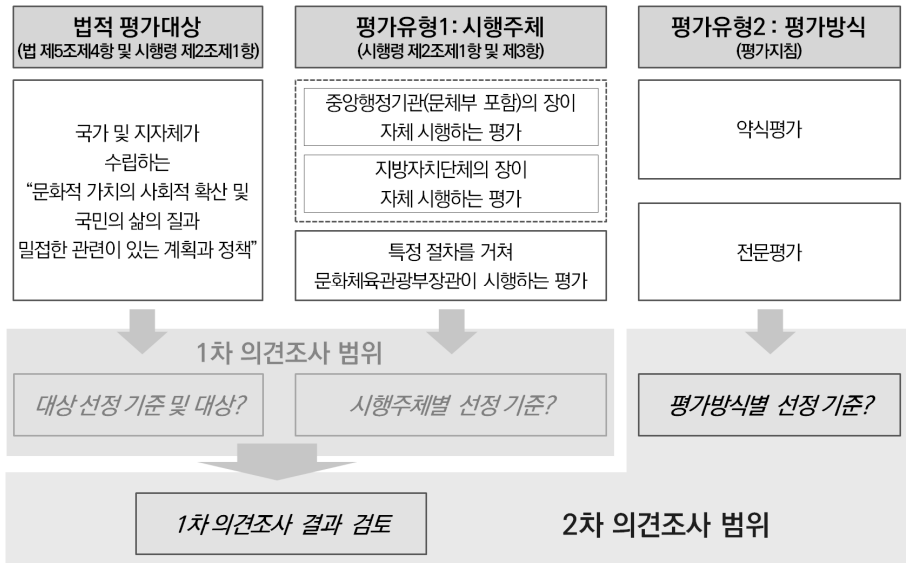 법적 평가대상
(법 제5조제4항 및 시행령 제2조제1항)
국가 및 지자체가
수립하는
“문화적 가치의 사회적 확산 및
국민의 삶의 질과
밀접한 관련이 있는 계획과 정책”
평가유형1: 시행주체
(시행령 제2조제1항 및 제3항)
중앙행정기관(문체부 포함)의 장이
자체 시행하는 평가
지방자치단체의 장이
자체 시행하는 평가
특정 절차를 거쳐
문화체육관광부장관이 시행하는 평가
평가유형2 : 평가방식
(평가지침)
약식평가
전문평가
1차 의견조사 범위
대상 선정 기준 및 대상?
시행주체별 선정 기준?
평가방식별 선정 기준?
1차 의견조사 결과 검토
2차 의견조사 범위